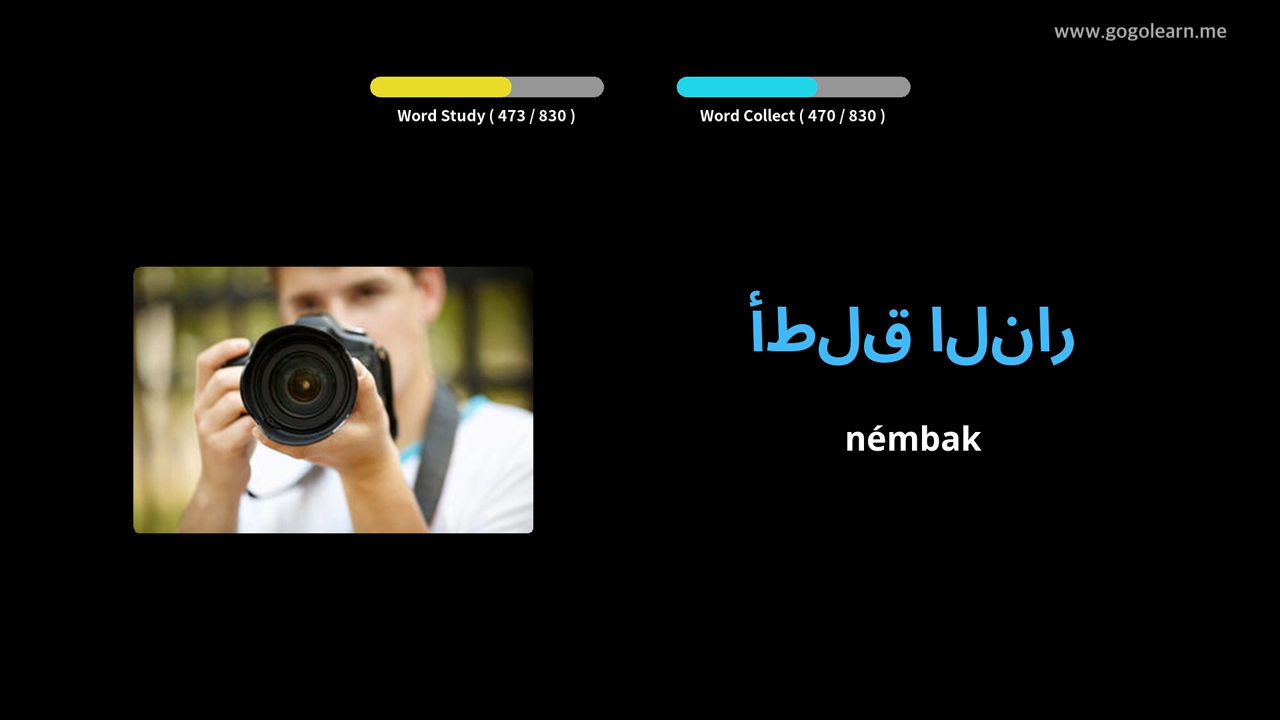 www.gogolearn.me
Word Study ( 473 / 830 )
Word Collect ( 470 / 830 )
أطلق النار
némbak